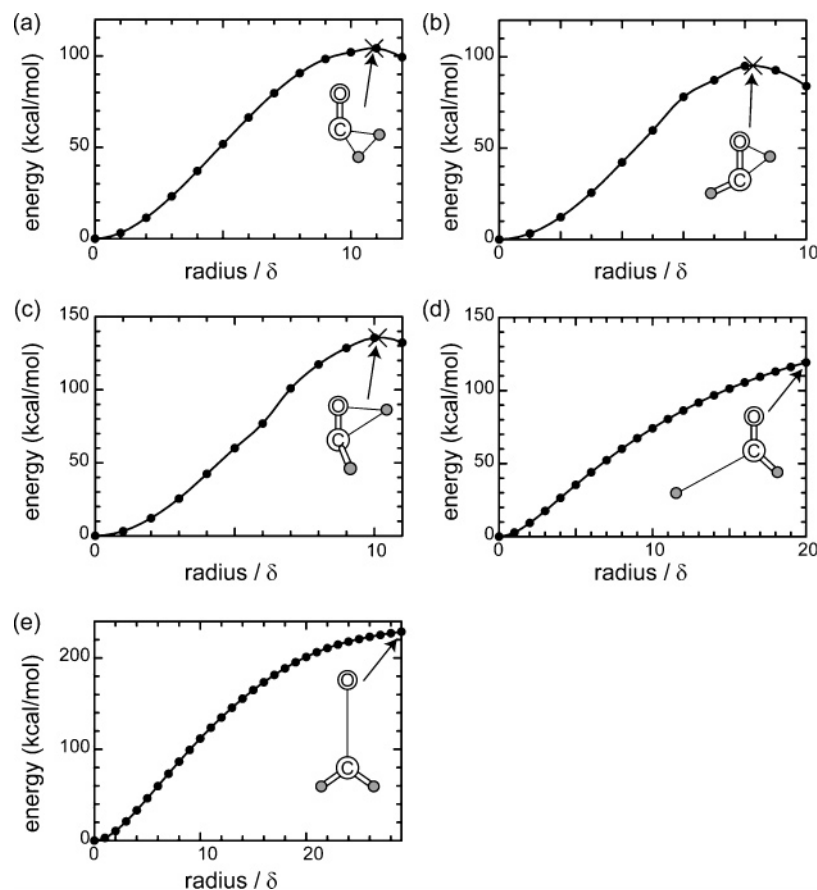 (a)
energy (kcal/mol)
100
50
0
0
10
radius / δ
O
C
(b)
energy (kcal/mol)
100
50
0
0
10
radius / δ
O
C
(c)
energy (kcal/mol)
150
100
50
0
0
10
radius / δ
O
C
(d)
energy (kcal/mol)
150
100
50
0
0
10
20
radius / δ
O
C
(e)
energy (kcal/mol)
200
100
0
0
10
20
radius / δ
O
C